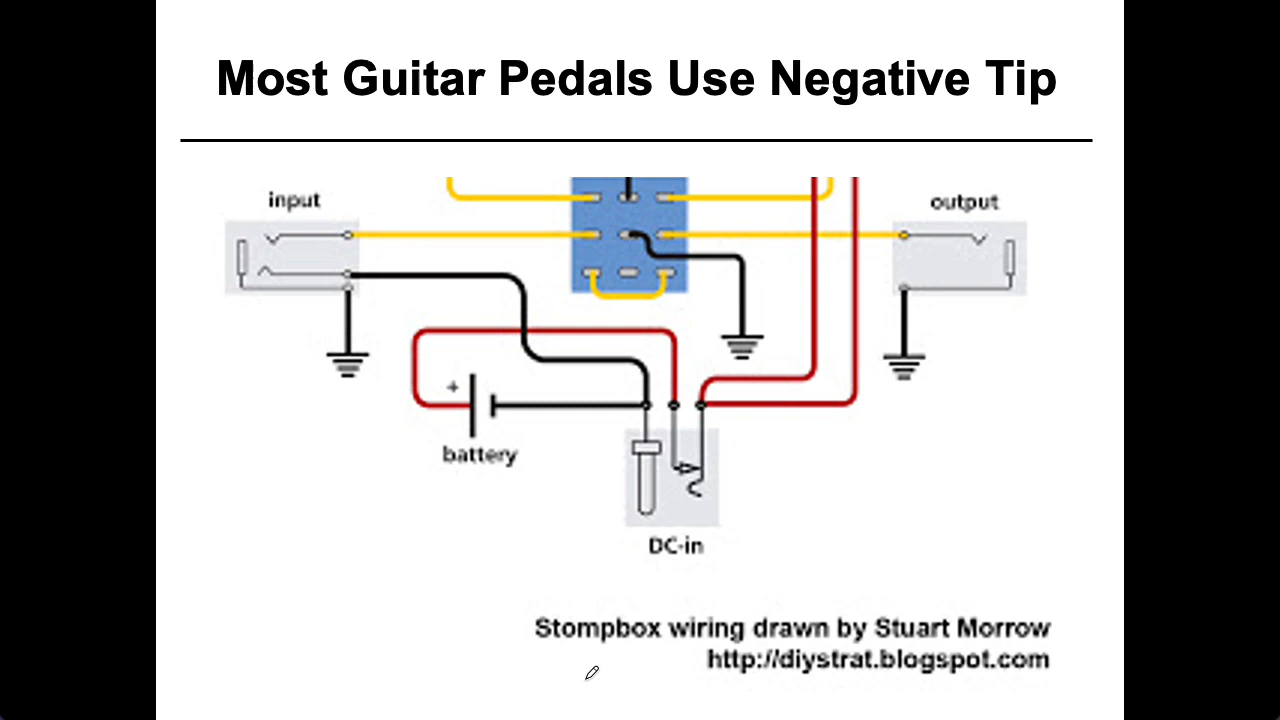 Most Guitar Pedals Use Negative Tip
input
output
+
battery
DC-in
Stompbox wiring drawn by Stuart Morrow
http://diystrat.blogspot.com